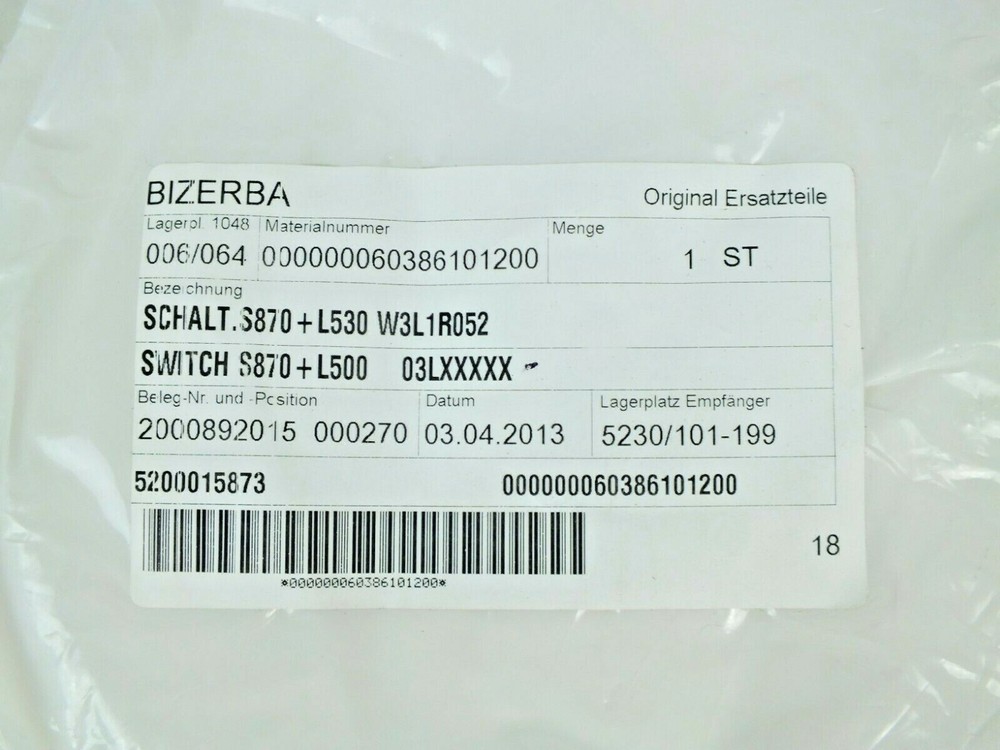 BIZERBA Original Ersatzteile
Lagerpl. 1048 Materialnummer Menge
006/064 000000060386101200 1 ST
Bezeichnung
SCHALT.S870+L530 W3L1R052
SWITCH S870+L500 03LXXXXX
Beleg-Nr. und -Position Datum Lagerplatz Empfänger
2000892015 000270 03.04.2013 5230/101-199
5200015873 000000060386101200
18
*000000060386101200*